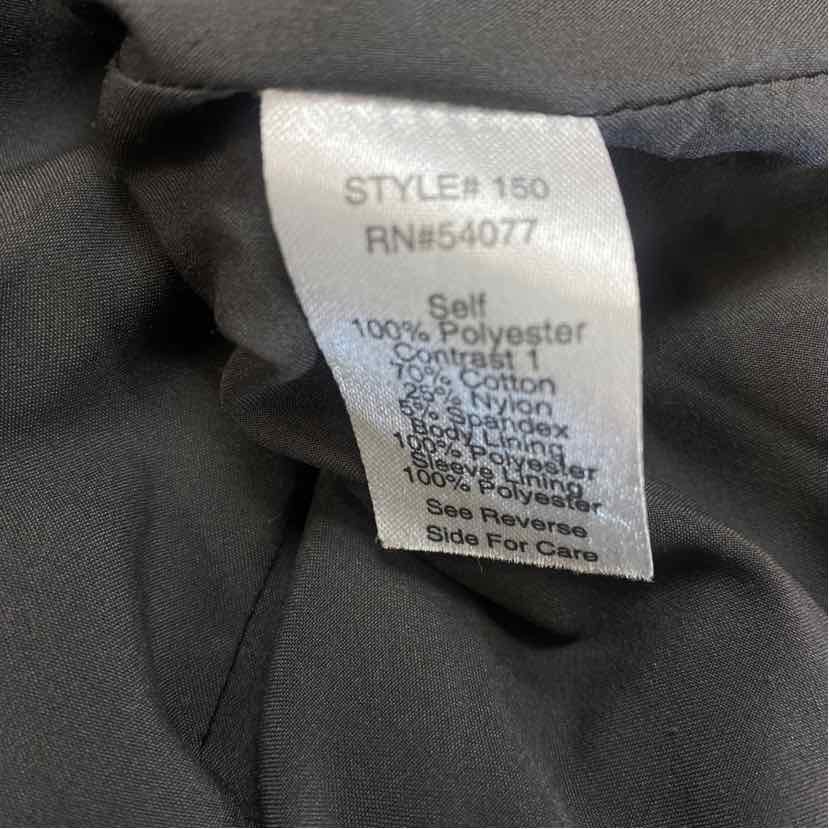 STYLE# 150
RN#54077
Self
100% Polyester
Contrast 1
70% Cotton
25% Nylon
5% Spandex
Body Lining
100% Polyester
Sleeve Lining
100% Polyester
See Reverse
Side For Care